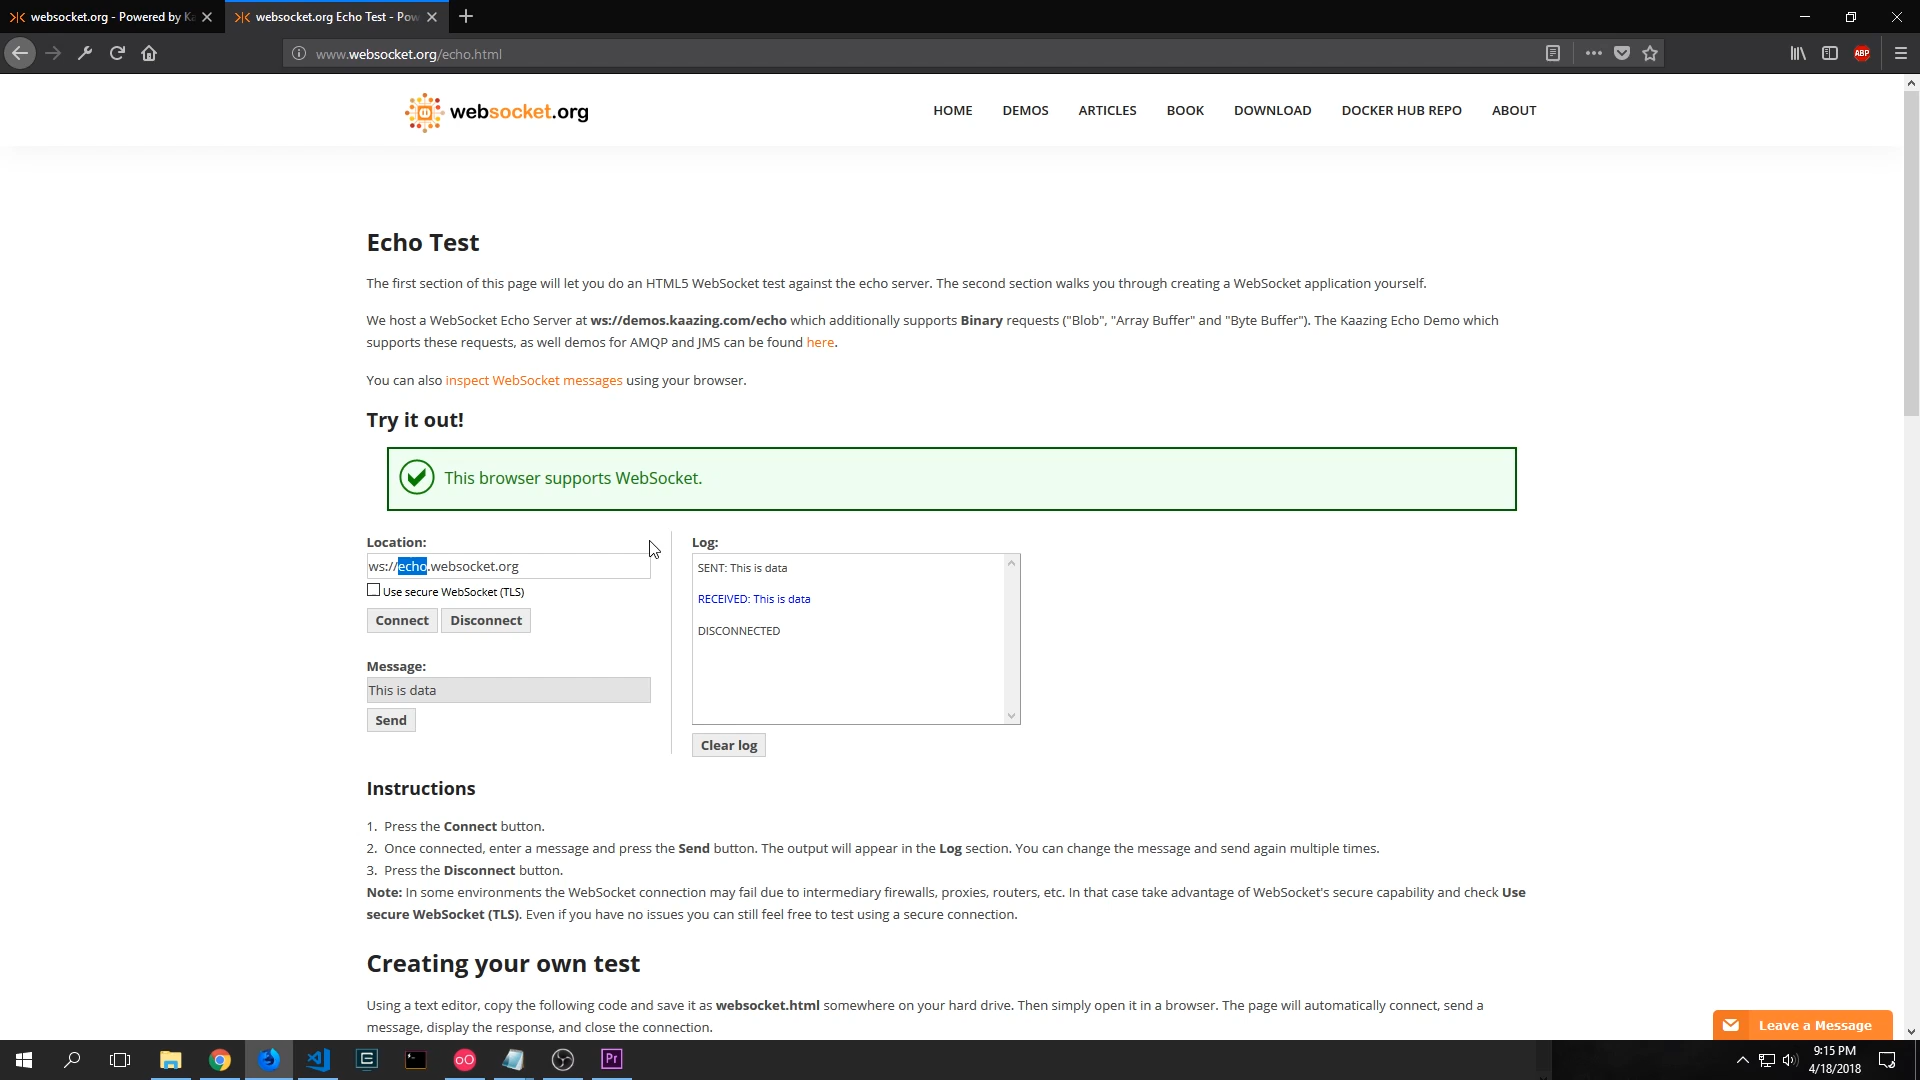 websocket.org - Powered by Ka
websocket.org Echo Test - Pow
www.websocket.org/echo.html
ABP
websocket.org
HOME
DEMOS
ARTICLES
BOOK
DOWNLOAD
DOCKER HUB REPO
ABOUT
Echo Test
The first section of this page will let you do an HTML5 WebSocket test against the echo server. The second section walks you through creating a WebSocket application yourself.
We host a WebSocket Echo Server at ws://demos.kaazing.com/echo which additionally supports Binary requests ("Blob", "Array Buffer" and "Byte Buffer"). The Kaazing Echo Demo which
supports these requests, as well demos for AMQP and JMS can be found here.
You can also inspect WebSocket messages using your browser.
Try it out!
This browser supports WebSocket.
Location:
ws://echo.websocket.org
Use secure WebSocket (TLS)
Connect
Disconnect
Message:
This is data
Send
Log:
SENT: This is data
RECEIVED: This is data
DISCONNECTED
Clear log
Instructions
1. Press the Connect button.
2. Once connected, enter a message and press the Send button. The output will appear in the Log section. You can change the message and send again multiple times.
3. Press the Disconnect button.
Note: In some environments the WebSocket connection may fail due to intermediary firewalls, proxies, routers, etc. In that case take advantage of WebSocket's secure capability and check Use
secure WebSocket (TLS). Even if you have no issues you can still feel free to test using a secure connection.
Creating your own test
Using a text editor, copy the following code and save it as websocket.html somewhere on your hard drive. Then simply open it in a browser. The page will automatically connect, send a
message, display the response, and close the connection.
Leave a Message
Pr
9:15 PM
4/18/2018